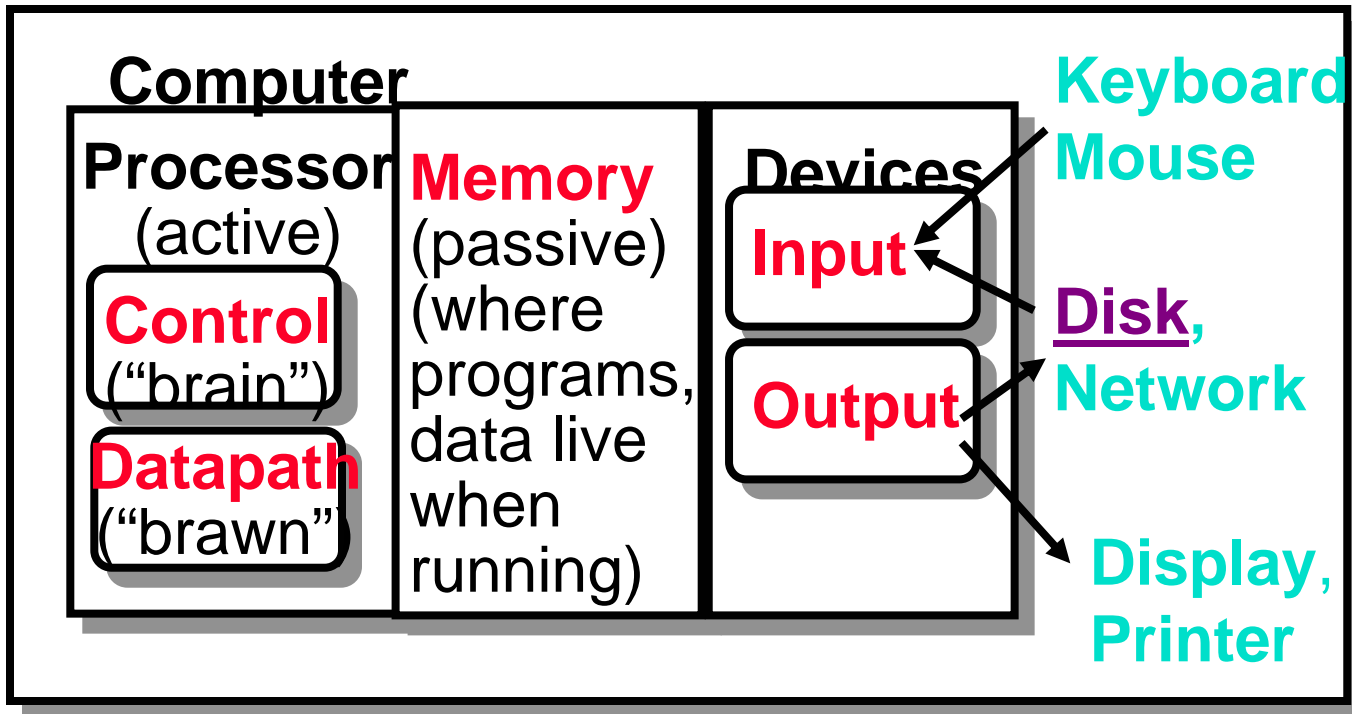 Computer
Processor
(active)
Control
(“brain”)
Datapath
(“brawn”)
Memory
(passive)
(where
programs,
data live
when
running)
Devices
Input
Output
Keyboard
Mouse
Disk,
Network
Display,
Printer